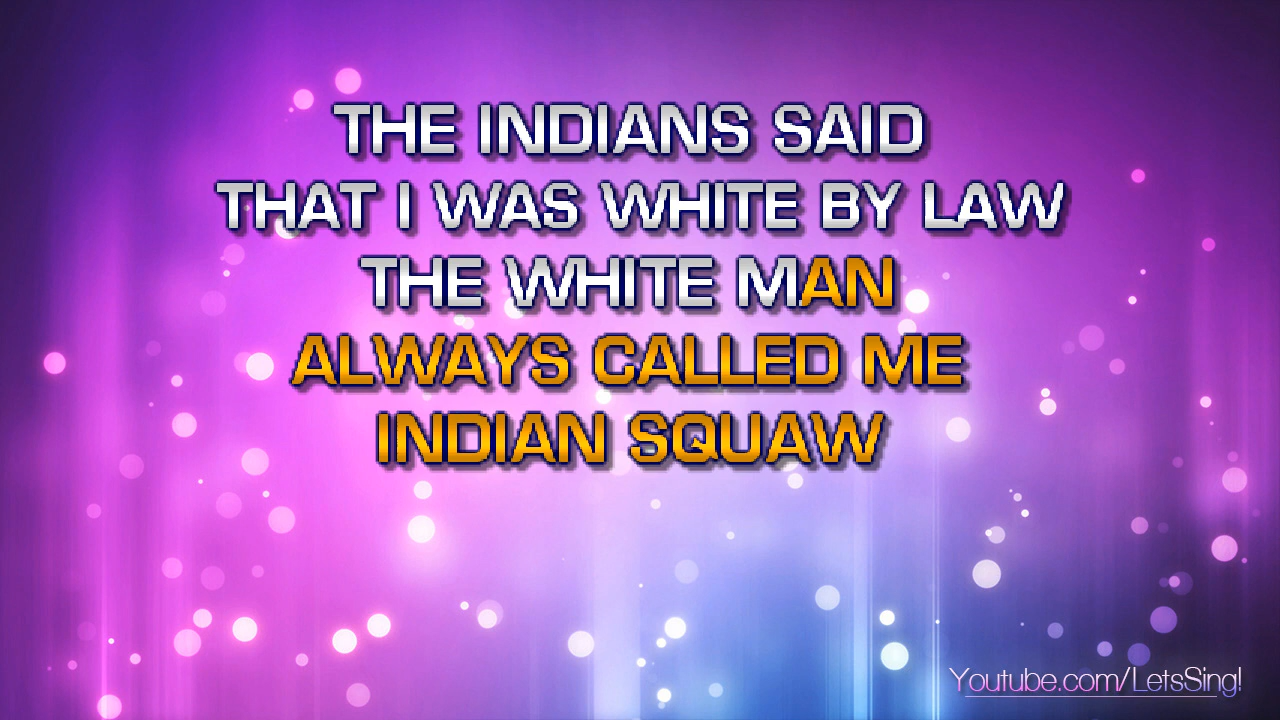 THE INDIANS SAID
THAT I WAS WHITE BY LAW
THE WHITE MAN
ALWAYS CALLED ME
INDIAN SQUAW
Youtube.com/LetsSing!